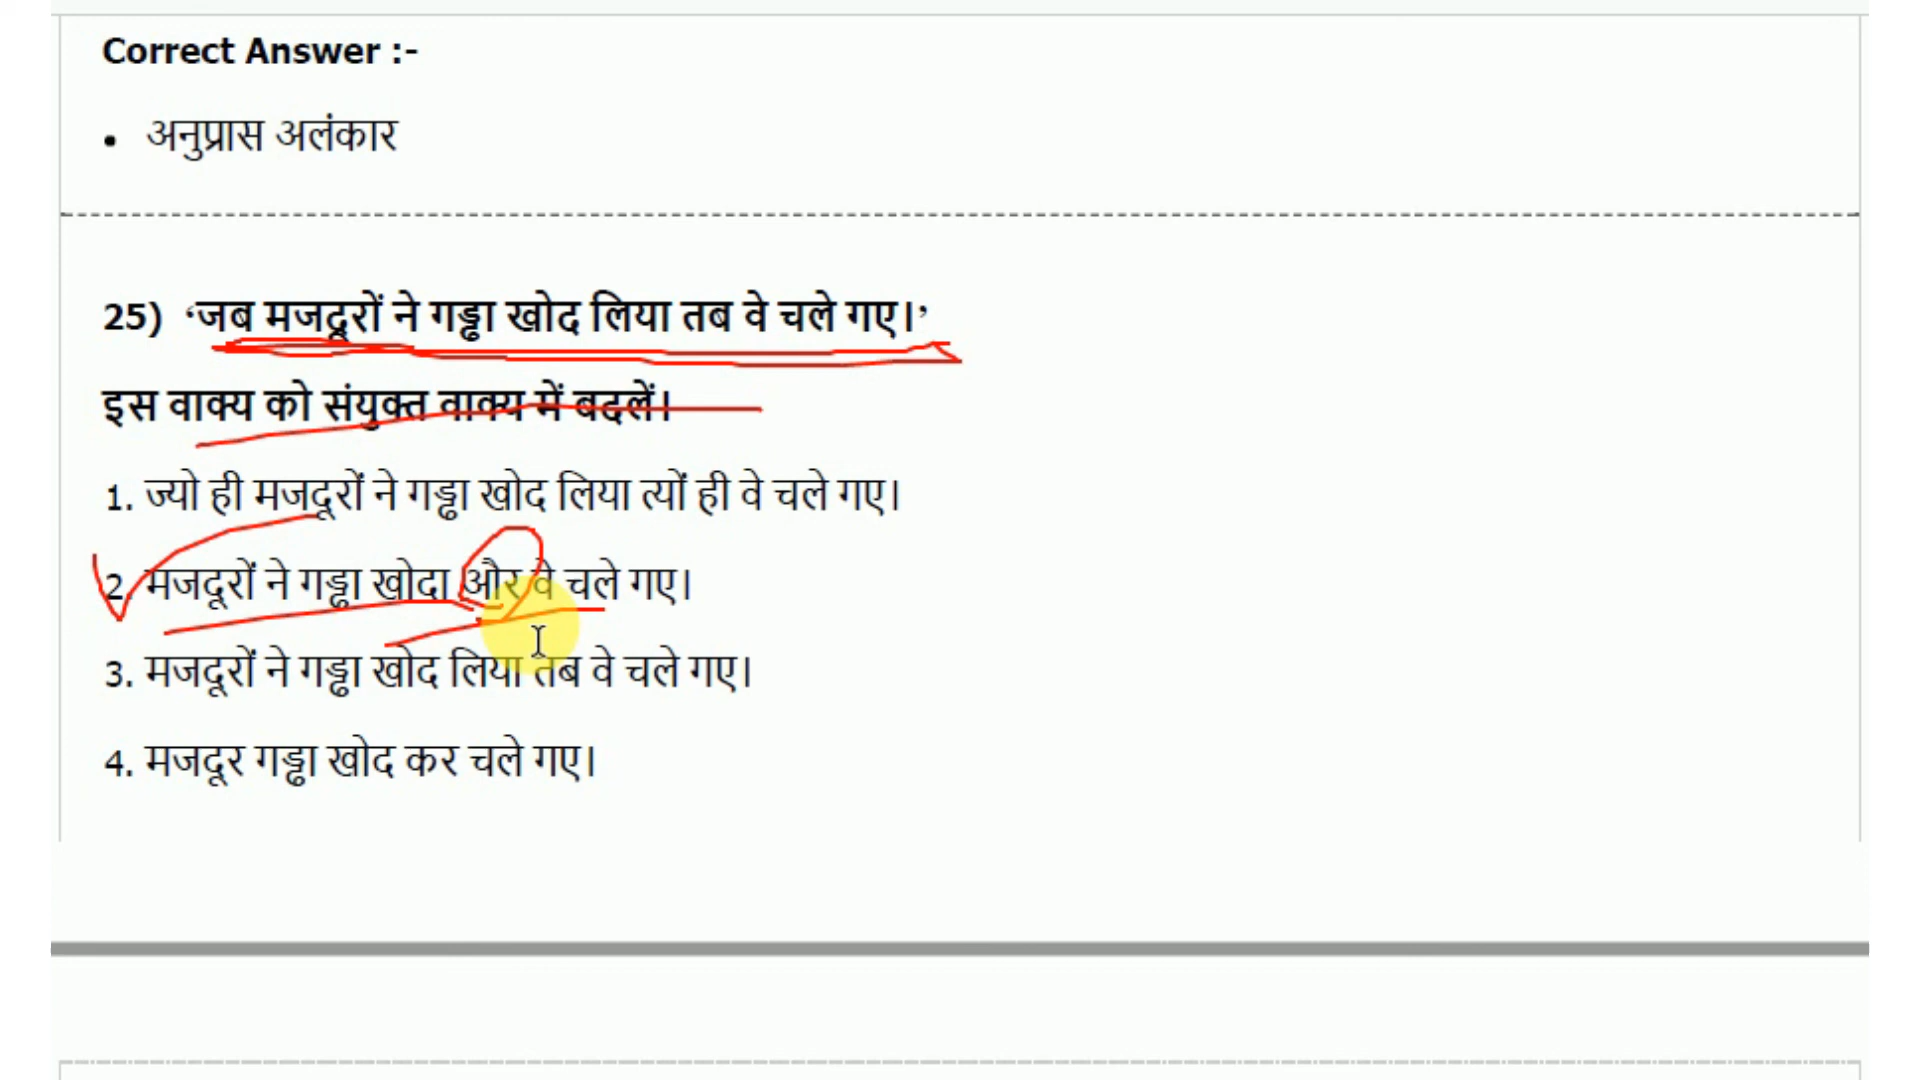 Correct Answer :-
• अनुप्रास अलंकार
25) ‘जब मजदूरों ने गड्ढा खोद लिया तब वे चले गए।’
इस वाक्य को संयुक्त वाक्य में बदलें।
1. ज्यो ही मजदूरों ने गड्ढा खोद लिया त्यों ही वे चले गए।
2. मजदूरों ने गड्ढा खोदा और वे चले गए।
3. मजदूरों ने गड्ढा खोद लिया तब वे चले गए।
4. मजदूर गड्ढा खोद कर चले गए।